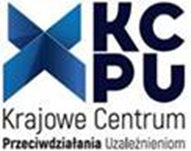 KC
PU
Krajowe Centrum
Przeciwdziałania Uzależnieniom